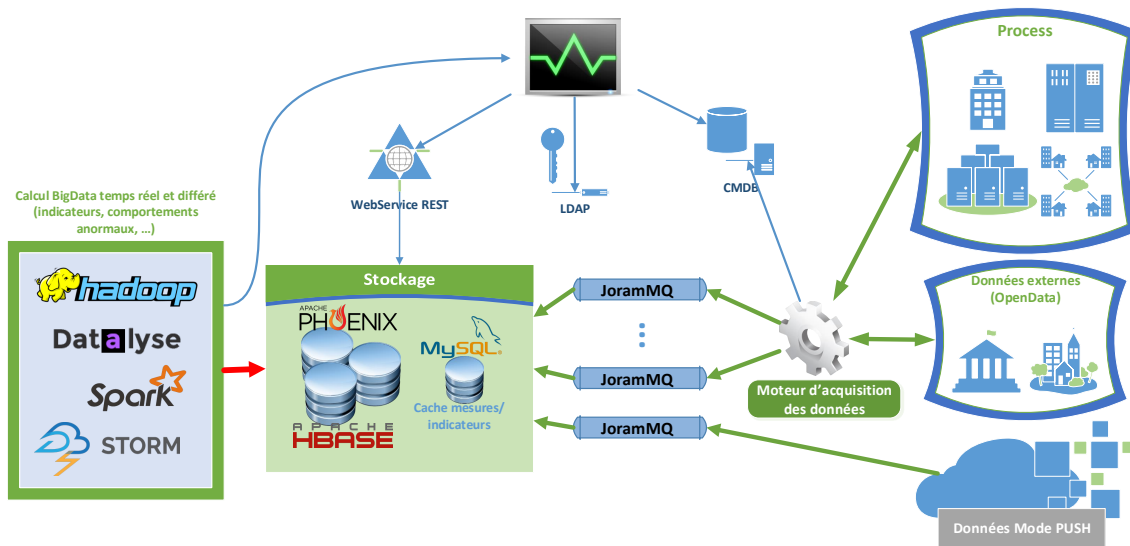 Process
WebService REST
LDAP
CMDB
Calcul BigData temps réel et différé
(indicateurs, comportements
anormaux, ...)
hadoop
Datalyse
Spark
STORM
Stockage
APACHE
PHOENIX
MySQL®
Cache mesures/
indicateurs
APACHE
HBASE
JoramMQ
JoramMQ
JoramMQ
Moteur d'acquisition
des données
Données externes
(OpenData)
Données Mode PUSH